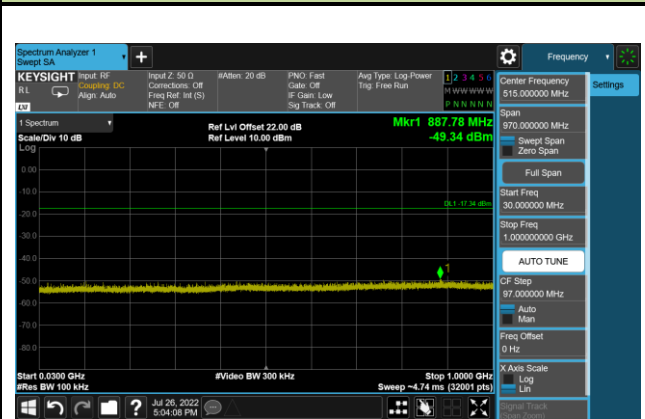 Spectrum Analyzer 1
Swept SA
Frequency
KEYSIGHT
RL
LXI
Input: RF
Coupling: DC
Align: Auto
Input Z: 50 Ω
Corrections: Off
Freq Ref: Int (S)
NFE: Off
#Atten: 20 dB
PNO: Fast
Gate: Off
IF Gain: Low
Sig Track: Off
Avg Type: Log-Power
Trig: Free Run
1 2 3 4 5 6
M W W W W W
P N N N N N
Center Frequency
515.000000 MHz
Settings
1 Spectrum
Scale/Div 10 dB
Log
Ref Lvl Offset 22.00 dB
Ref Level 10.00 dBm
Mkr1 887.78 MHz
-49.34 dBm
Span
970.000000 MHz
Swept Span
Zero Span
Full Span
0.00
-10.0
-20.0
-30.0
-40.0
-50.0
-60.0
-70.0
-80.0
DL1 -17.34 dBm
1
Start Freq
30.000000 MHz
Stop Freq
1.000000000 GHz
AUTO TUNE
CF Step
97.000000 MHz
Auto
Man
Freq Offset
0 Hz
X Axis Scale
Log
Lin
Signal Track
(Span Zoom)
Start 0.0300 GHz
#Res BW 100 kHz
#Video BW 300 kHz
Stop 1.0000 GHz
Sweep ~4.74 ms (32001 pts)
?
Jul 26, 2022
5:04:08 PM